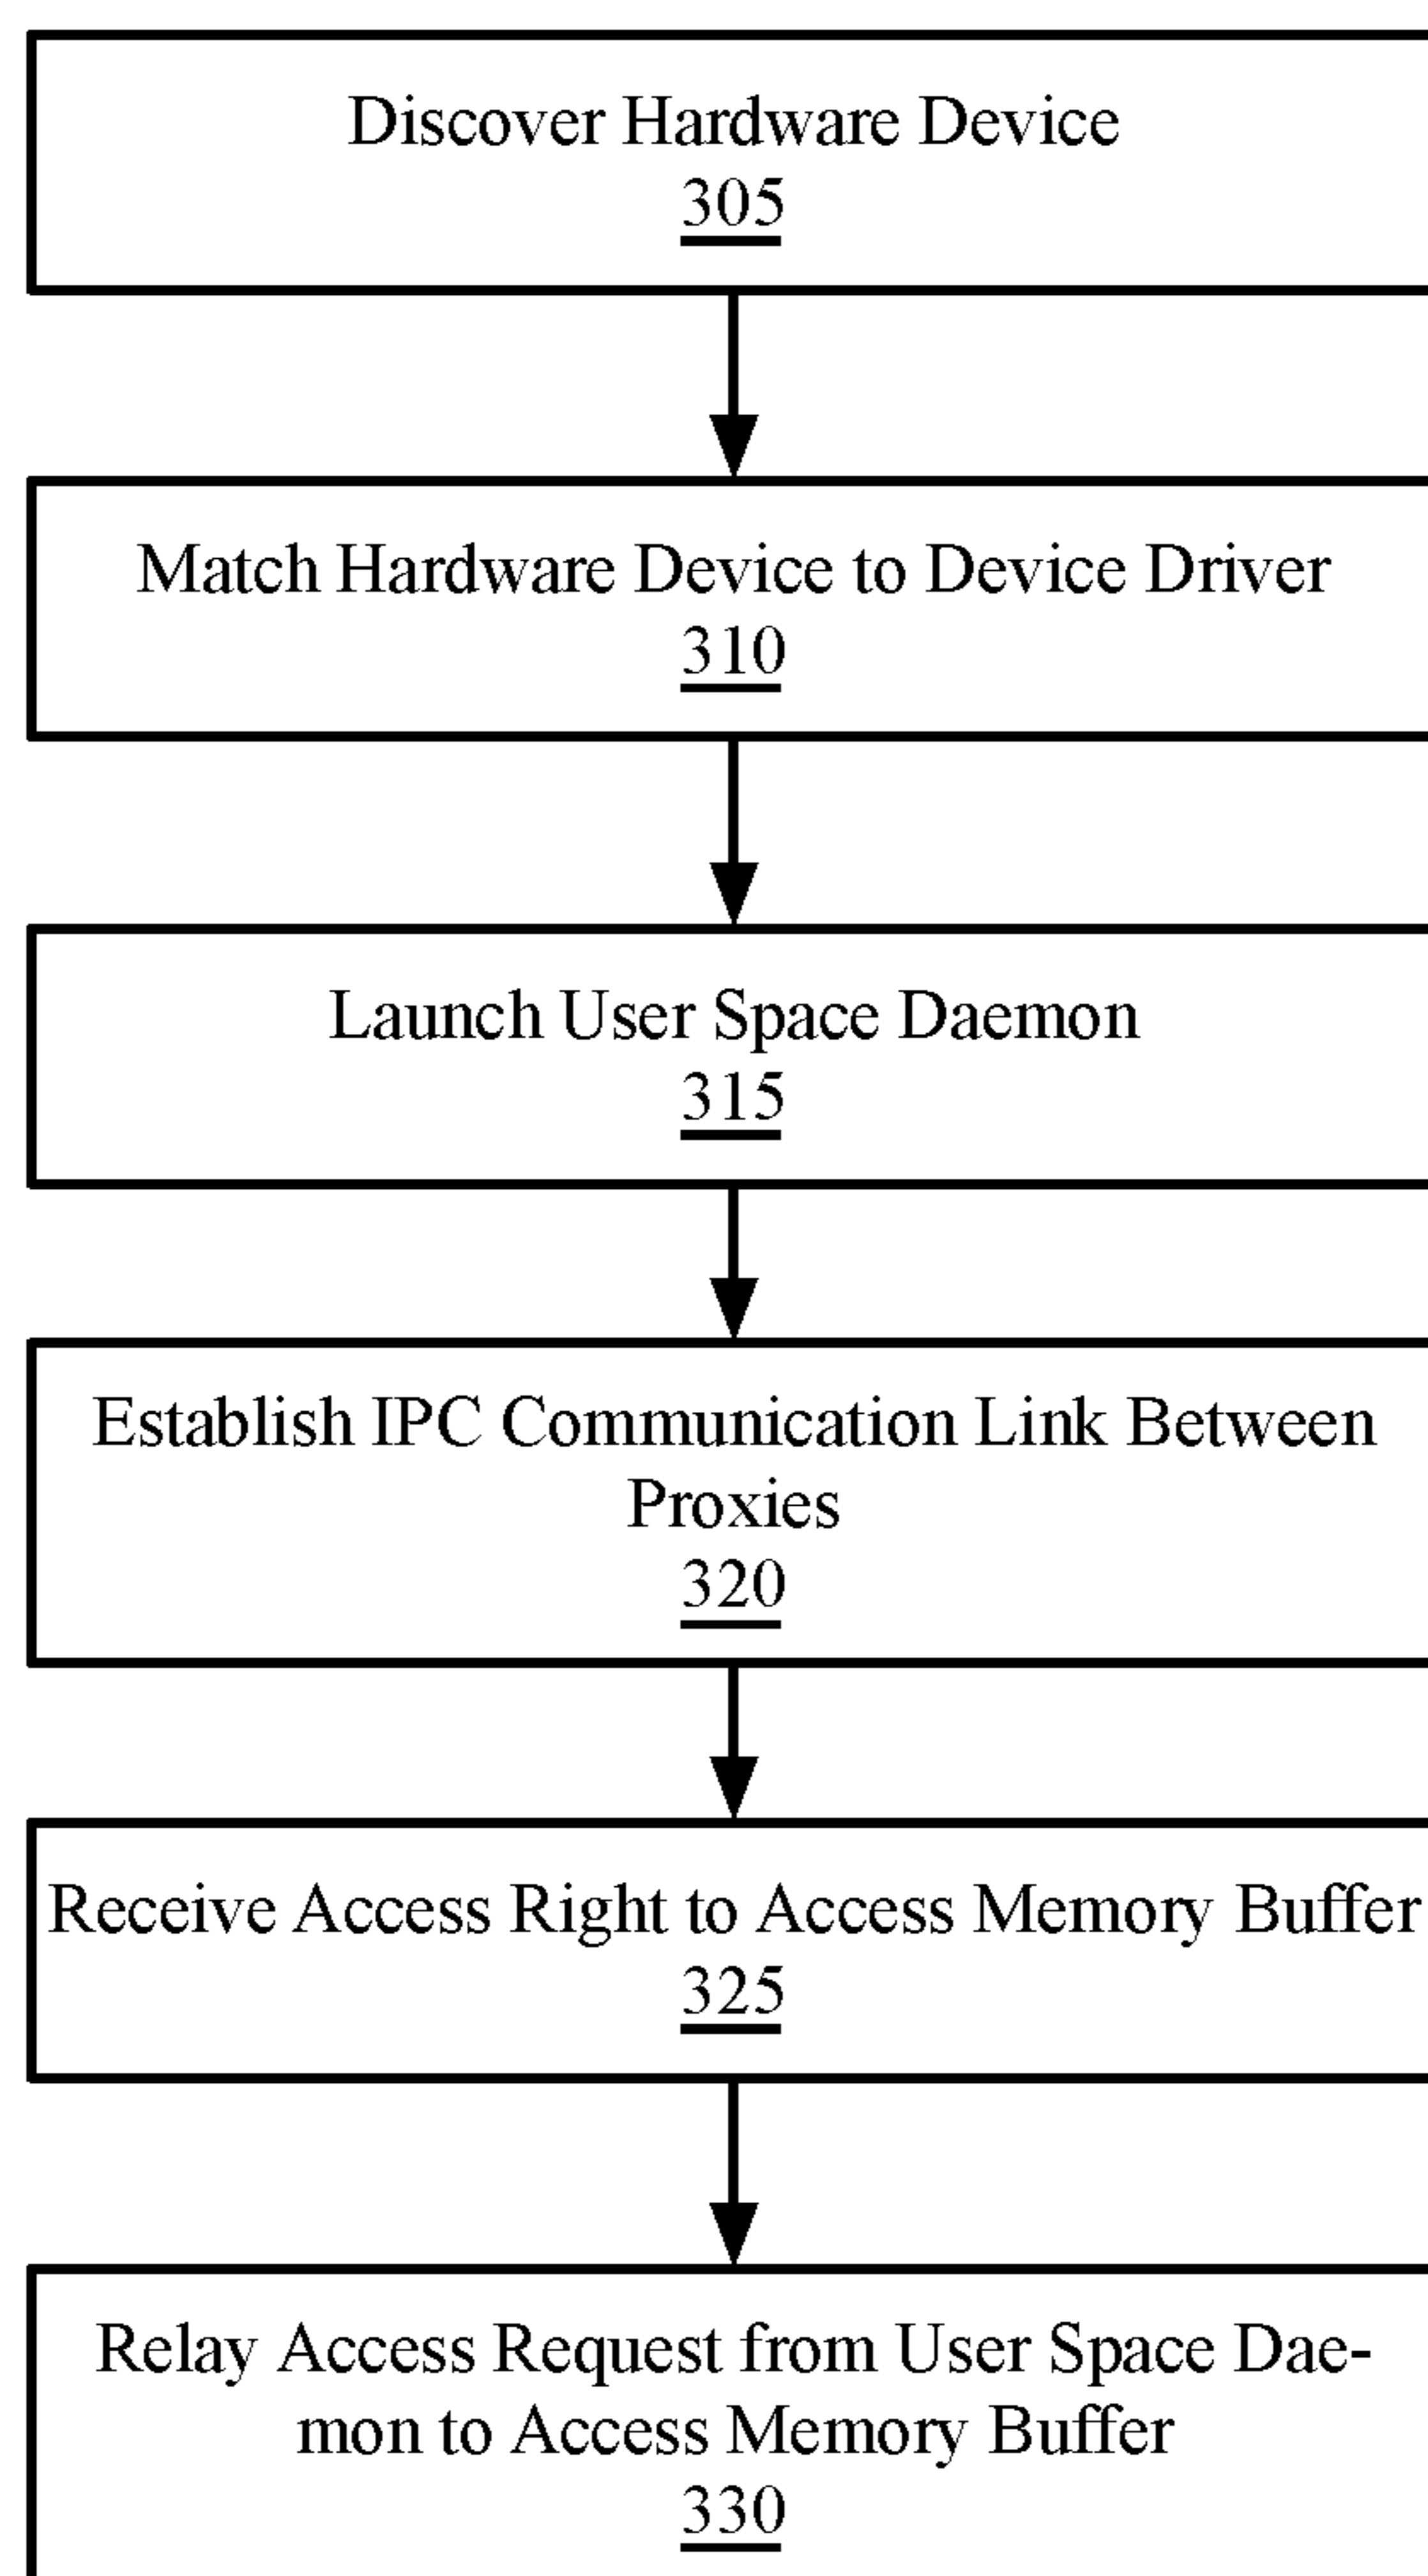 Discover Hardware Device
305
Match Hardware Device to Device Driver
310
Launch User Space Daemon
315
Establish IPC Communication Link Between
Proxies
320
Receive Access Right to Access Memory Buffer
325
Relay Access Request from User Space Dae-
mon to Access Memory Buffer
330